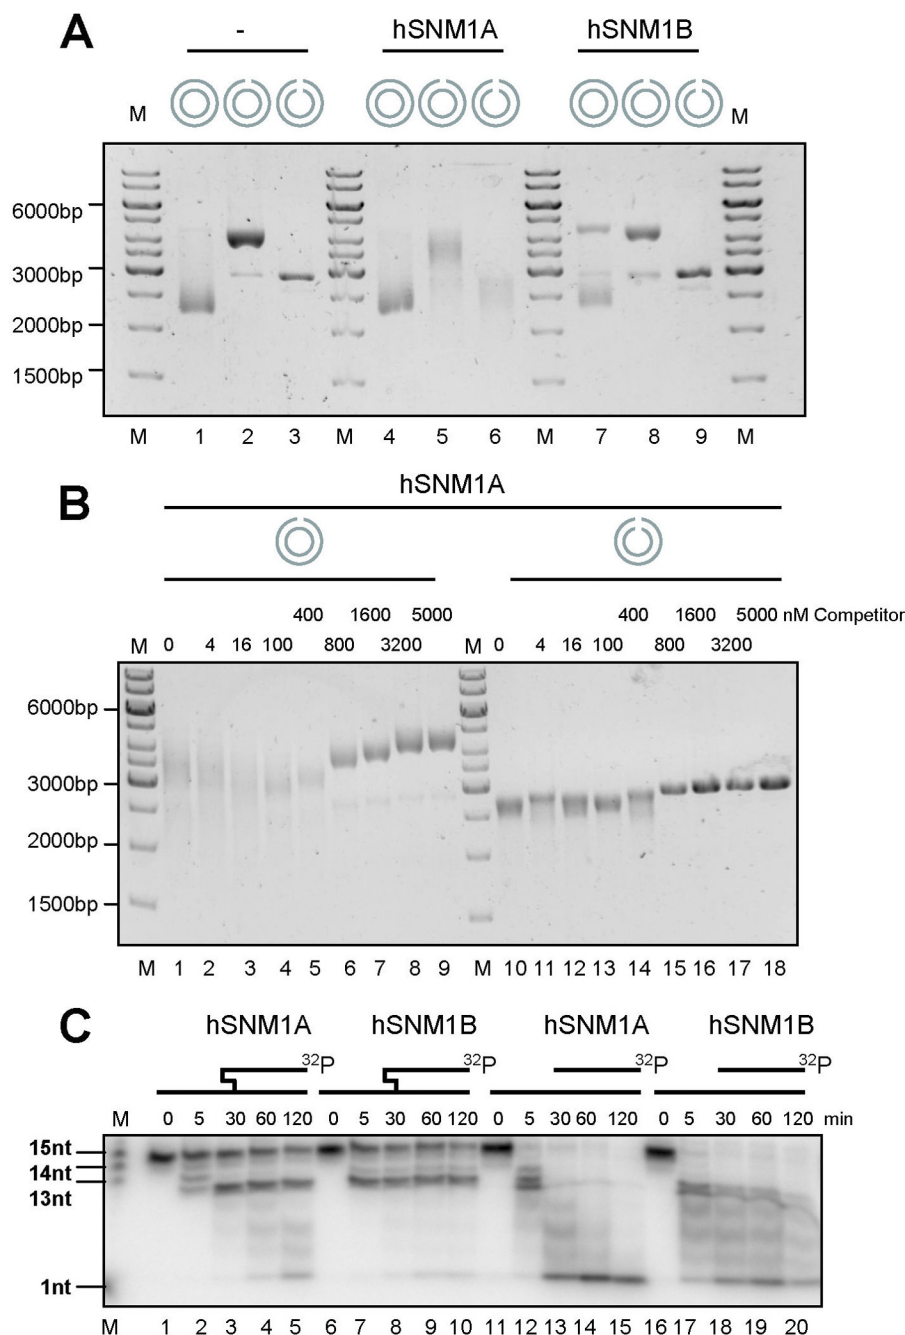 A
- hSNM1A hSNM1B
M M
6000bp
3000bp
2000bp
1500bp
M 1 2 3 M 4 5 6 M 7 8 9 M
hSNM1A
B
400 1600 5000 400 1600 5000 nM Competitor
M 0 4 16 100 800 3200 M 0 4 16 100 800 3200
6000bp
3000bp
2000bp
1500bp
M 1 2 3 4 5 6 7 8 9 M 10 11 12 13 14 15 16 17 18
C
hSNM1A hSNM1B hSNM1A hSNM1B
32P 32P 32P 32P
M 0 5 30 60 120 0 5 30 60 120 0 5 30 60 120 0 5 30 60 120 min
15nt
14nt
13nt
1nt
M 1 2 3 4 5 6 7 8 9 10 11 12 13 14 15 16 17 18 19 20